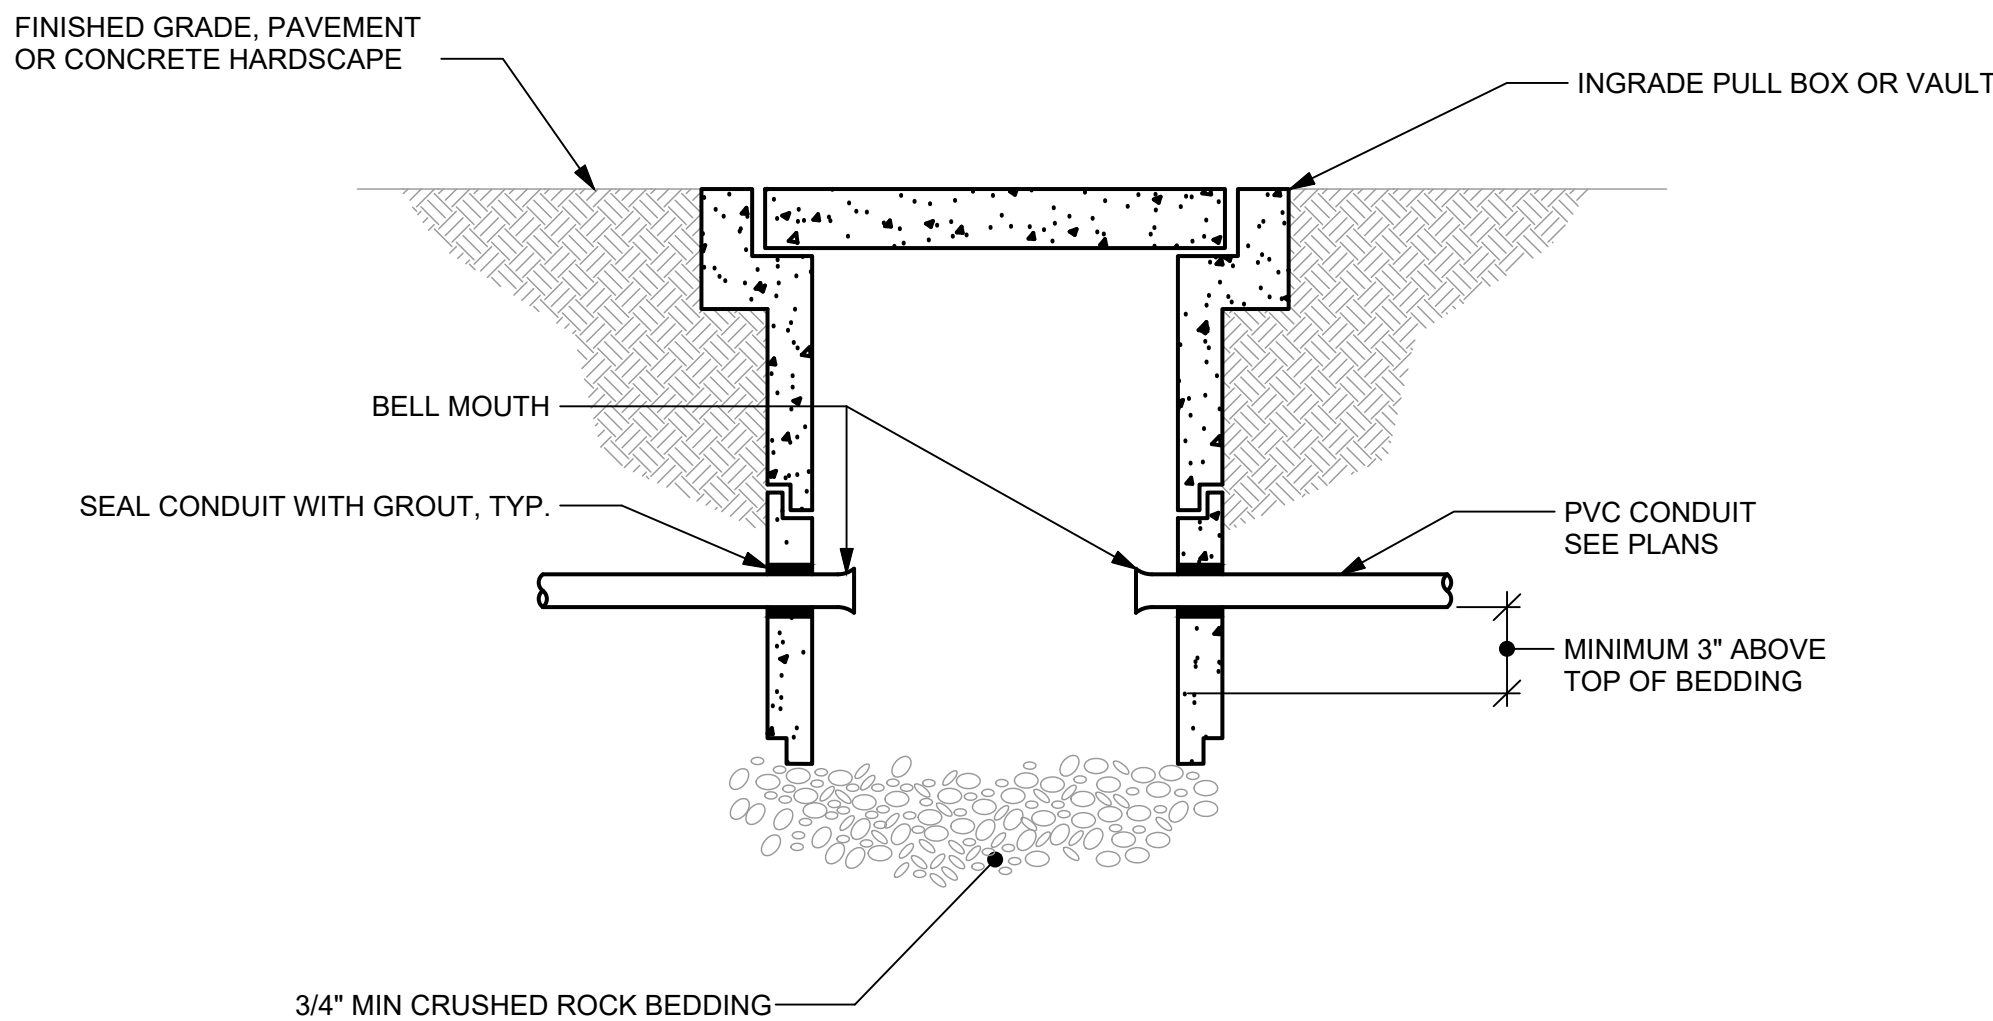 FINISHED GRADE, PAVEMENT
OR CONCRETE HARDSCAPE
INGRADE PULL BOX OR VAULT
BELL MOUTH
SEAL CONDUIT WITH GROUT, TYP.
PVC CONDUIT
SEE PLANS
MINIMUM 3" ABOVE
TOP OF BEDDING
3/4" MIN CRUSHED ROCK BEDDING